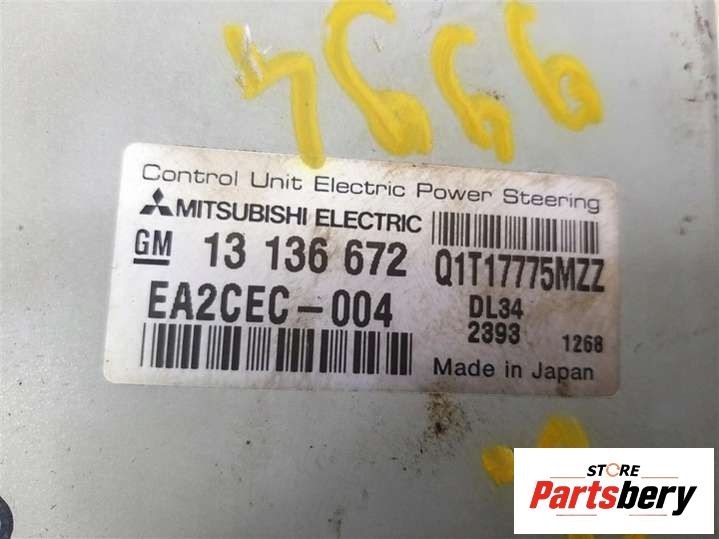 Control Unit Electric Power Steering
MITSUBISHI ELECTRIC
GM 13 136 672
Q1T17775MZZ
EA2CEC-004
DL34
2393 1268
Made in Japan
STORE
Partsbery